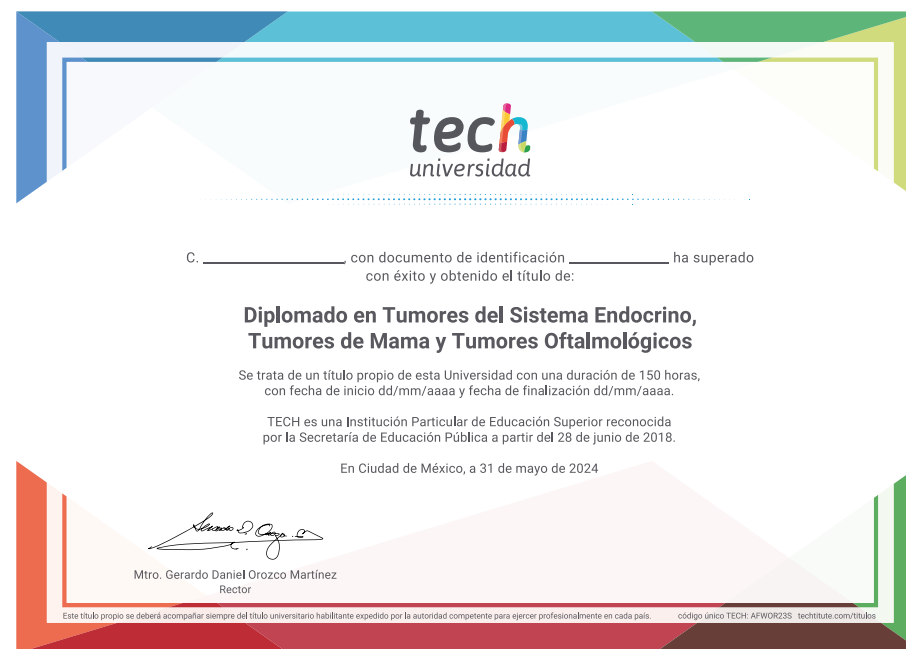 tech
universidad
C. ____________________, con documento de identificación ______________ ha superado
con éxito y obtenido el título de:
Diplomado en Tumores del Sistema Endocrino,
Tumores de Mama y Tumores Oftalmológicos
Se trata de un título propio de esta Universidad con una duración de 150 horas,
con fecha de inicio dd/mm/aaaa y fecha de finalización dd/mm/aaaa.
TECH es una Institución Particular de Educación Superior reconocida
por la Secretaría de Educación Pública a partir del 28 de junio de 2018.
En Ciudad de México, a 31 de mayo de 2024
Mtro. Gerardo Daniel Orozco Martínez
Rector
Este título propio se deberá acompañar siempre del título universitario habilitante expedido por la autoridad competente para ejercer profesionalmente en cada país. código único TECH: AFWOR23S techtitute.com/titulos